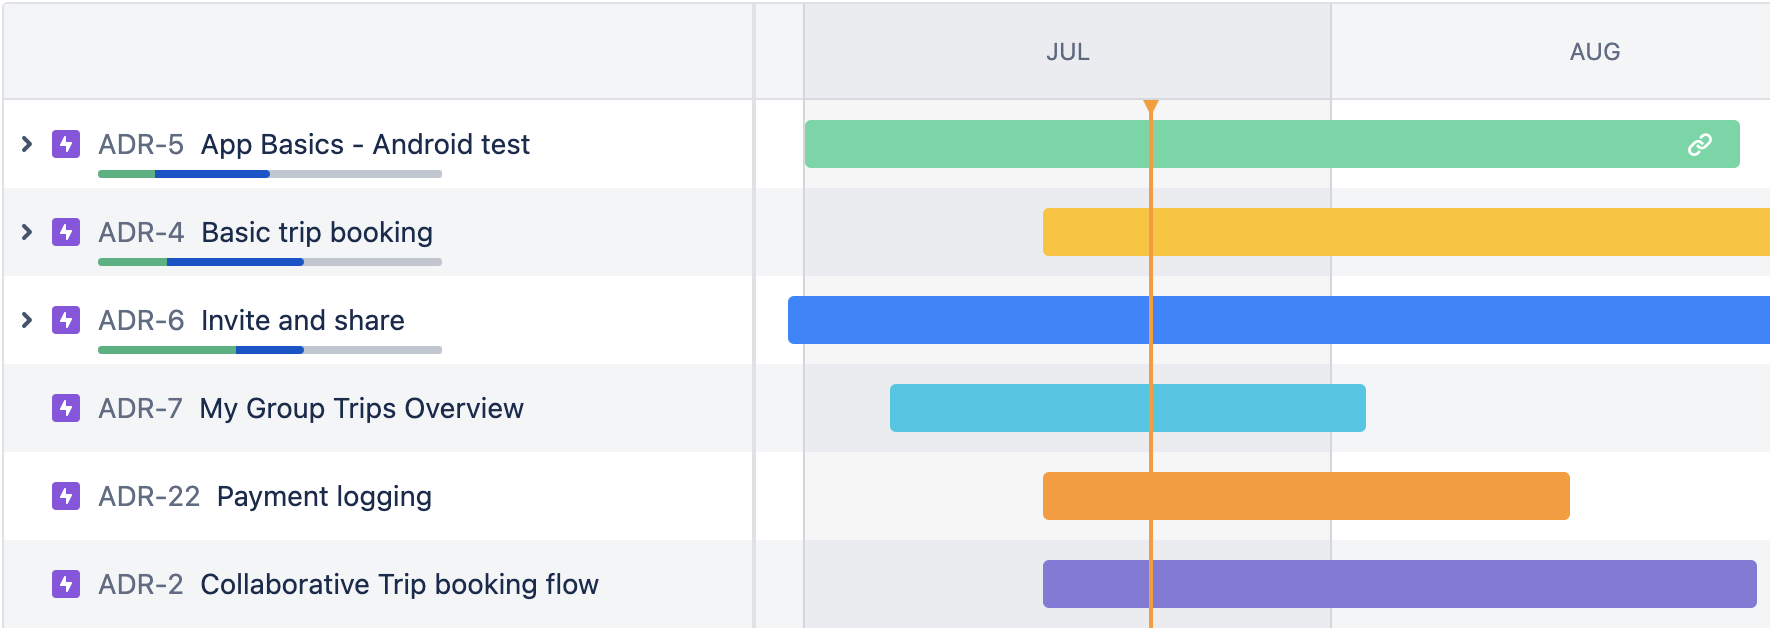 JUL AUG
ADR-5 App Basics - Android test
ADR-4 Basic trip booking
ADR-6 Invite and share
ADR-7 My Group Trips Overview
ADR-22 Payment logging
ADR-2 Collaborative Trip booking flow